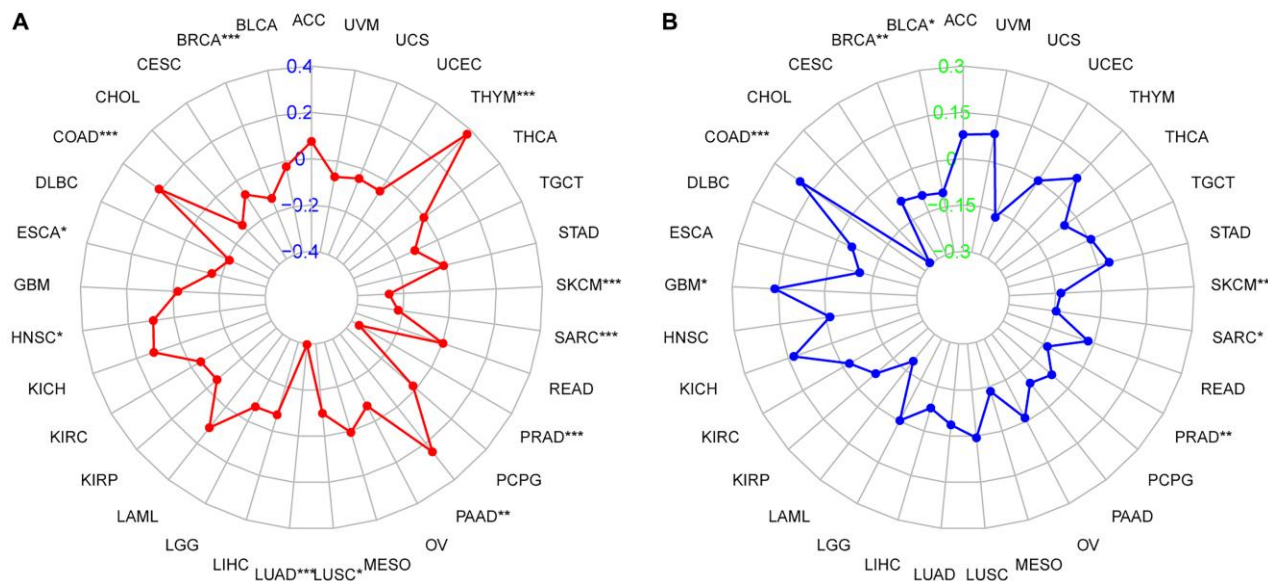 A
ACC
UVM
UCS
UCEC
THYM***
THCA
TGCT
STAD
SKCM***
SARC***
READ
PRAD***
PCPG
PAAD**
OV
MESO
LUSC*
LUAD***
LIHC
LGG
LAML
KIRP
KIRC
KICH
HNSC*
GBM
ESCA*
DLBC
COAD***
CHOL
CESC
BRCA***
BLCA
0.4
0.2
0
−0.2
−0.4
B
ACC
UVM
UCS
UCEC
THYM
THCA
TGCT
STAD
SKCM**
SARC*
READ
PRAD**
PCPG
PAAD
OV
MESO
LUSC
LUAD
LIHC
LGG
LAML
KIRP
KIRC
KICH
HNSC
GBM*
ESCA
DLBC
COAD***
CHOL
CESC
BRCA**
BLCA*
0.3
0.15
0
−0.15
−0.3